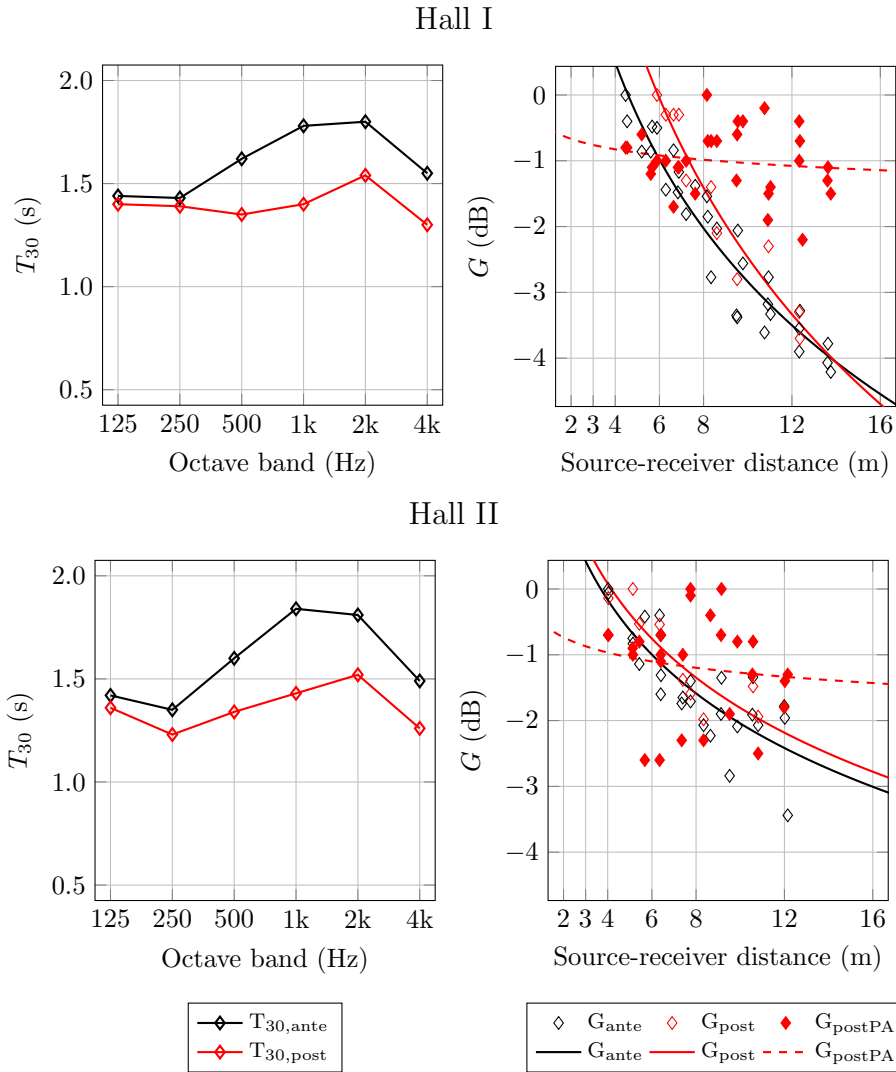 Hall I
2.0
1.5
1.0
0.5
T30 (s)
125 250 500 1k 2k 4k
Octave band (Hz)
0
−1
−2
−3
−4
G (dB)
2 3 4 6 8 12 16
Source-receiver distance (m)
Hall II
2.0
1.5
1.0
0.5
T30 (s)
125 250 500 1k 2k 4k
Octave band (Hz)
0
−1
−2
−3
−4
G (dB)
2 3 4 6 8 12 16
Source-receiver distance (m)
T30,ante
T30,post
Gante Gpost GpostPA
Gante Gpost GpostPA